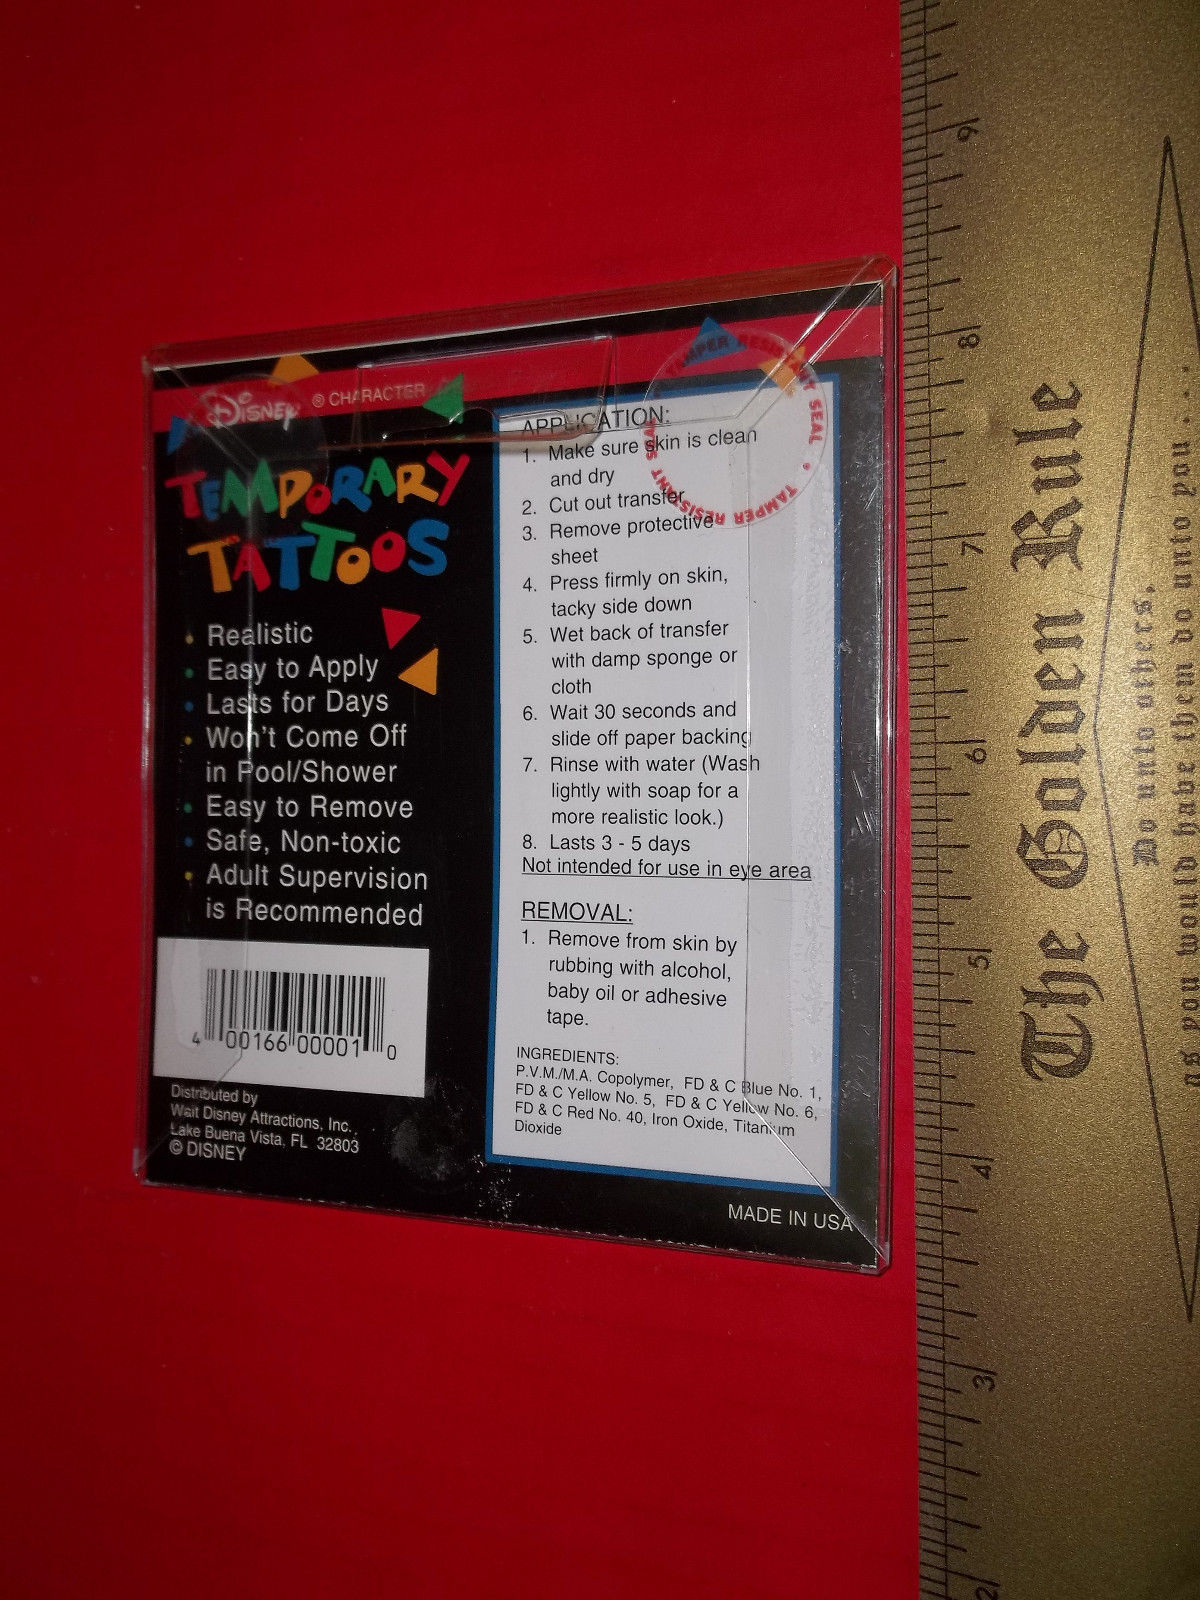 DISNEY © CHARACTER
TEMPORARY
TATTOOS
• Realistic
• Easy to Apply
• Lasts for Days
• Won't Come Off
in Pool/Shower
• Easy to Remove
• Safe, Non-toxic
• Adult Supervision
is Recommended
4 00166 00001 0
Distributed by
Walt Disney Attractions, Inc.,
Lake Buena Vista, FL 32803
© DISNEY
APPLICATION:
1. Make sure skin is clean
and dry
2. Cut out transfer
3. Remove protective
sheet
4. Press firmly on skin,
tacky side down
5. Wet back of transfer
with damp sponge or
cloth
6. Wait 30 seconds and
slide off paper backing
7. Rinse with water (Wash
lightly with soap for a
more realistic look.)
8. Lasts 3 - 5 days
Not intended for use in eye area
REMOVAL:
1. Remove from skin by
rubbing with alcohol,
baby oil or adhesive
tape.
INGREDIENTS:
P.V.M./M.A. Copolymer, FD & C Blue No. 1,
FD & C Yellow No. 5, FD & C Yellow No. 6,
FD & C Red No. 40, Iron Oxide, Titanium
Dioxide
MADE IN USA
TAMPER RESISTANT SEAL • TAMPER RESISTANT SEAL •
The Golden Rule
Do unto others,
as you would have them do unto you . . . .
9
8
7
6
5
4
3
2